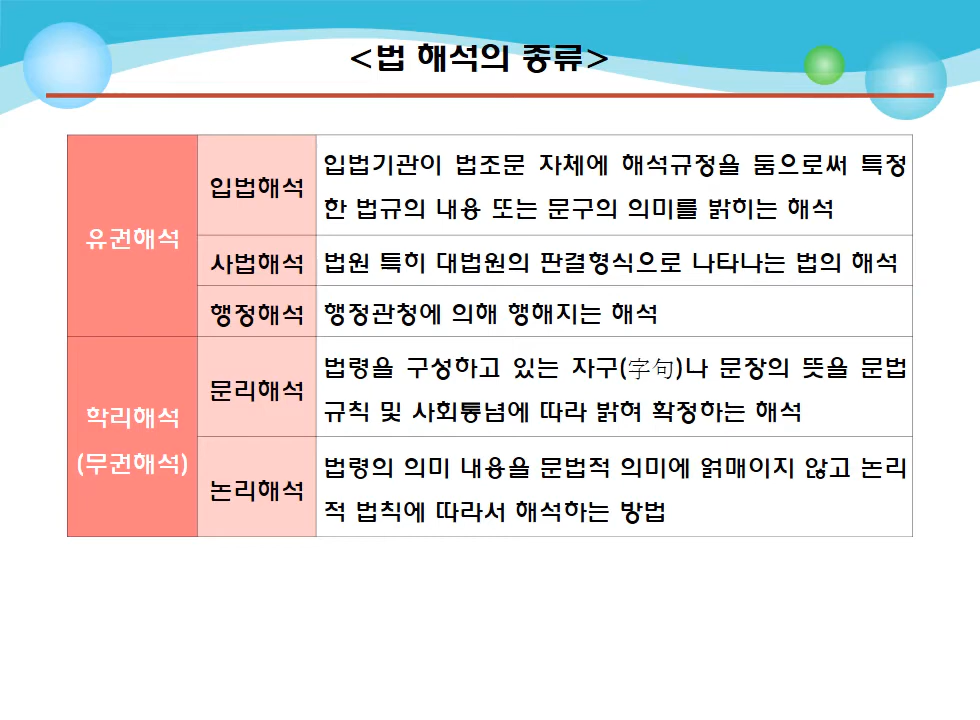 <법 해석의 종류>
유권해석
입법해석
입법기관이 법조문 자체에 해석규정을 둠으로써 특정
한 법규의 내용 또는 문구의 의미를 밝히는 해석
사법해석
법원 특히 대법원의 판결형식으로 나타나는 법의 해석
행정해석
행정관청에 의해 행해지는 해석
학리해석
(무권해석)
문리해석
법령을 구성하고 있는 자구(字句)나 문장의 뜻을 문법
규칙 및 사회통념에 따라 밝혀 확정하는 해석
논리해석
법령의 의미 내용을 문법적 의미에 얽매이지 않고 논리
적 법칙에 따라서 해석하는 방법